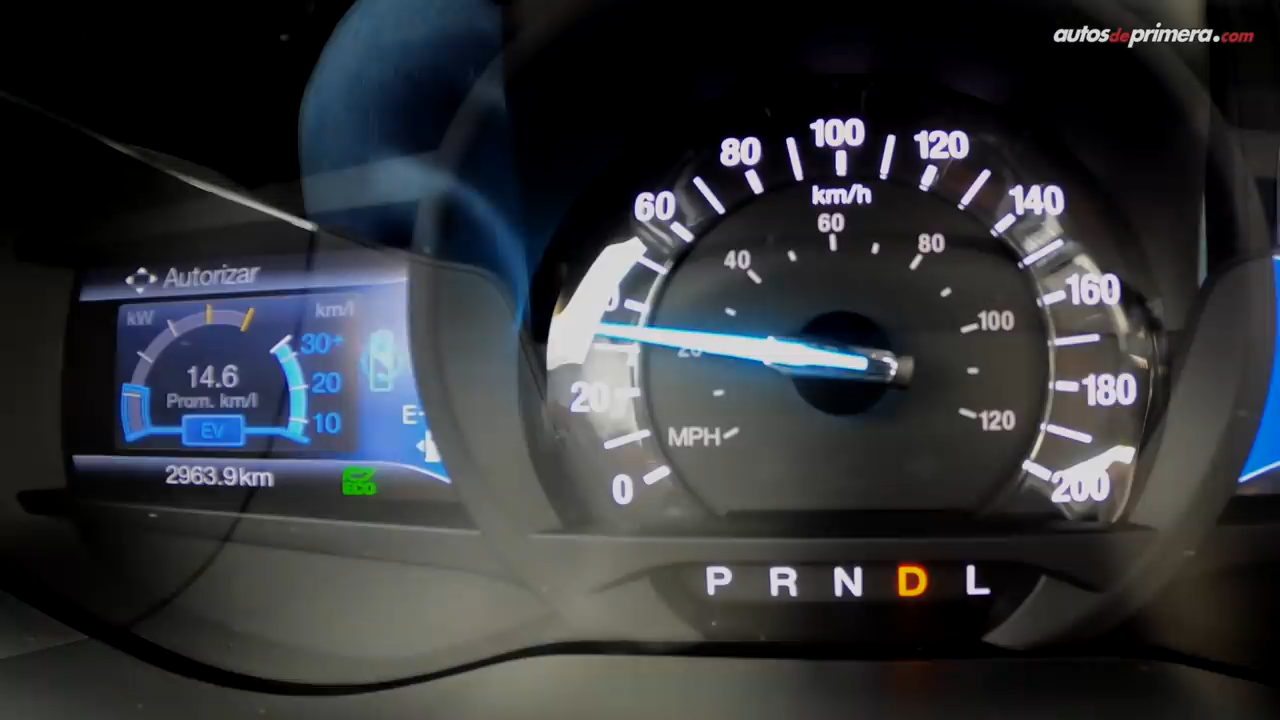 autosdeprimera.com
Autorizar
kW
km/l
30+
14.6
20
Prom. km/l
10
EV
2963.9km
ECO
0
20
60
80
100
120
140
160
180
200
km/h
40
60
80
100
120
MPH
P R N D L